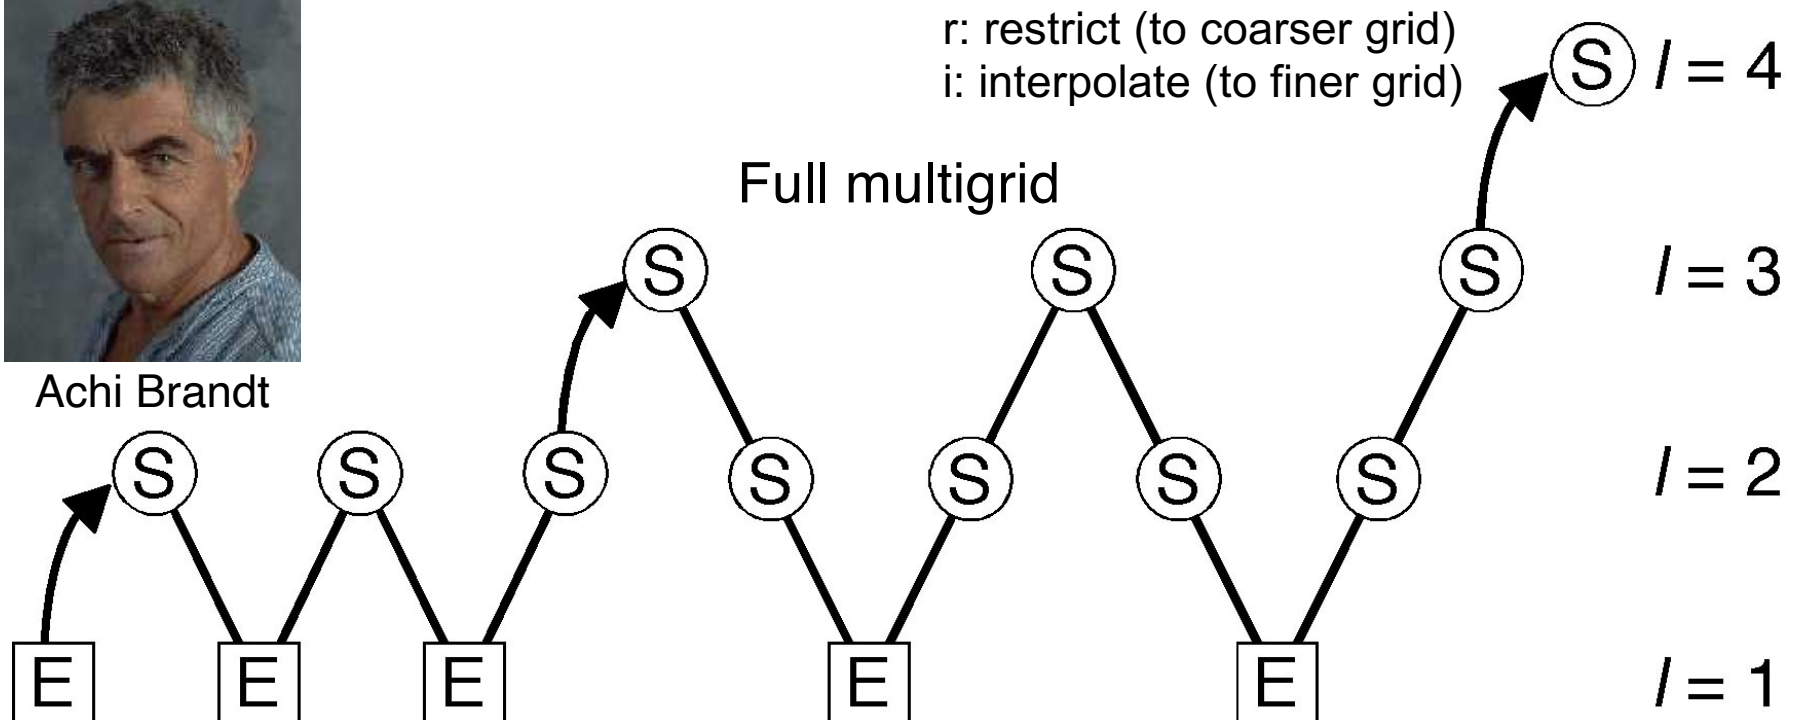 r: restrict (to coarser grid)
i: interpolate (to finer grid)
S l = 4
Full multigrid
S S S l = 3
Achi Brandt
S S S S S S S l = 2
E E E E E l = 1